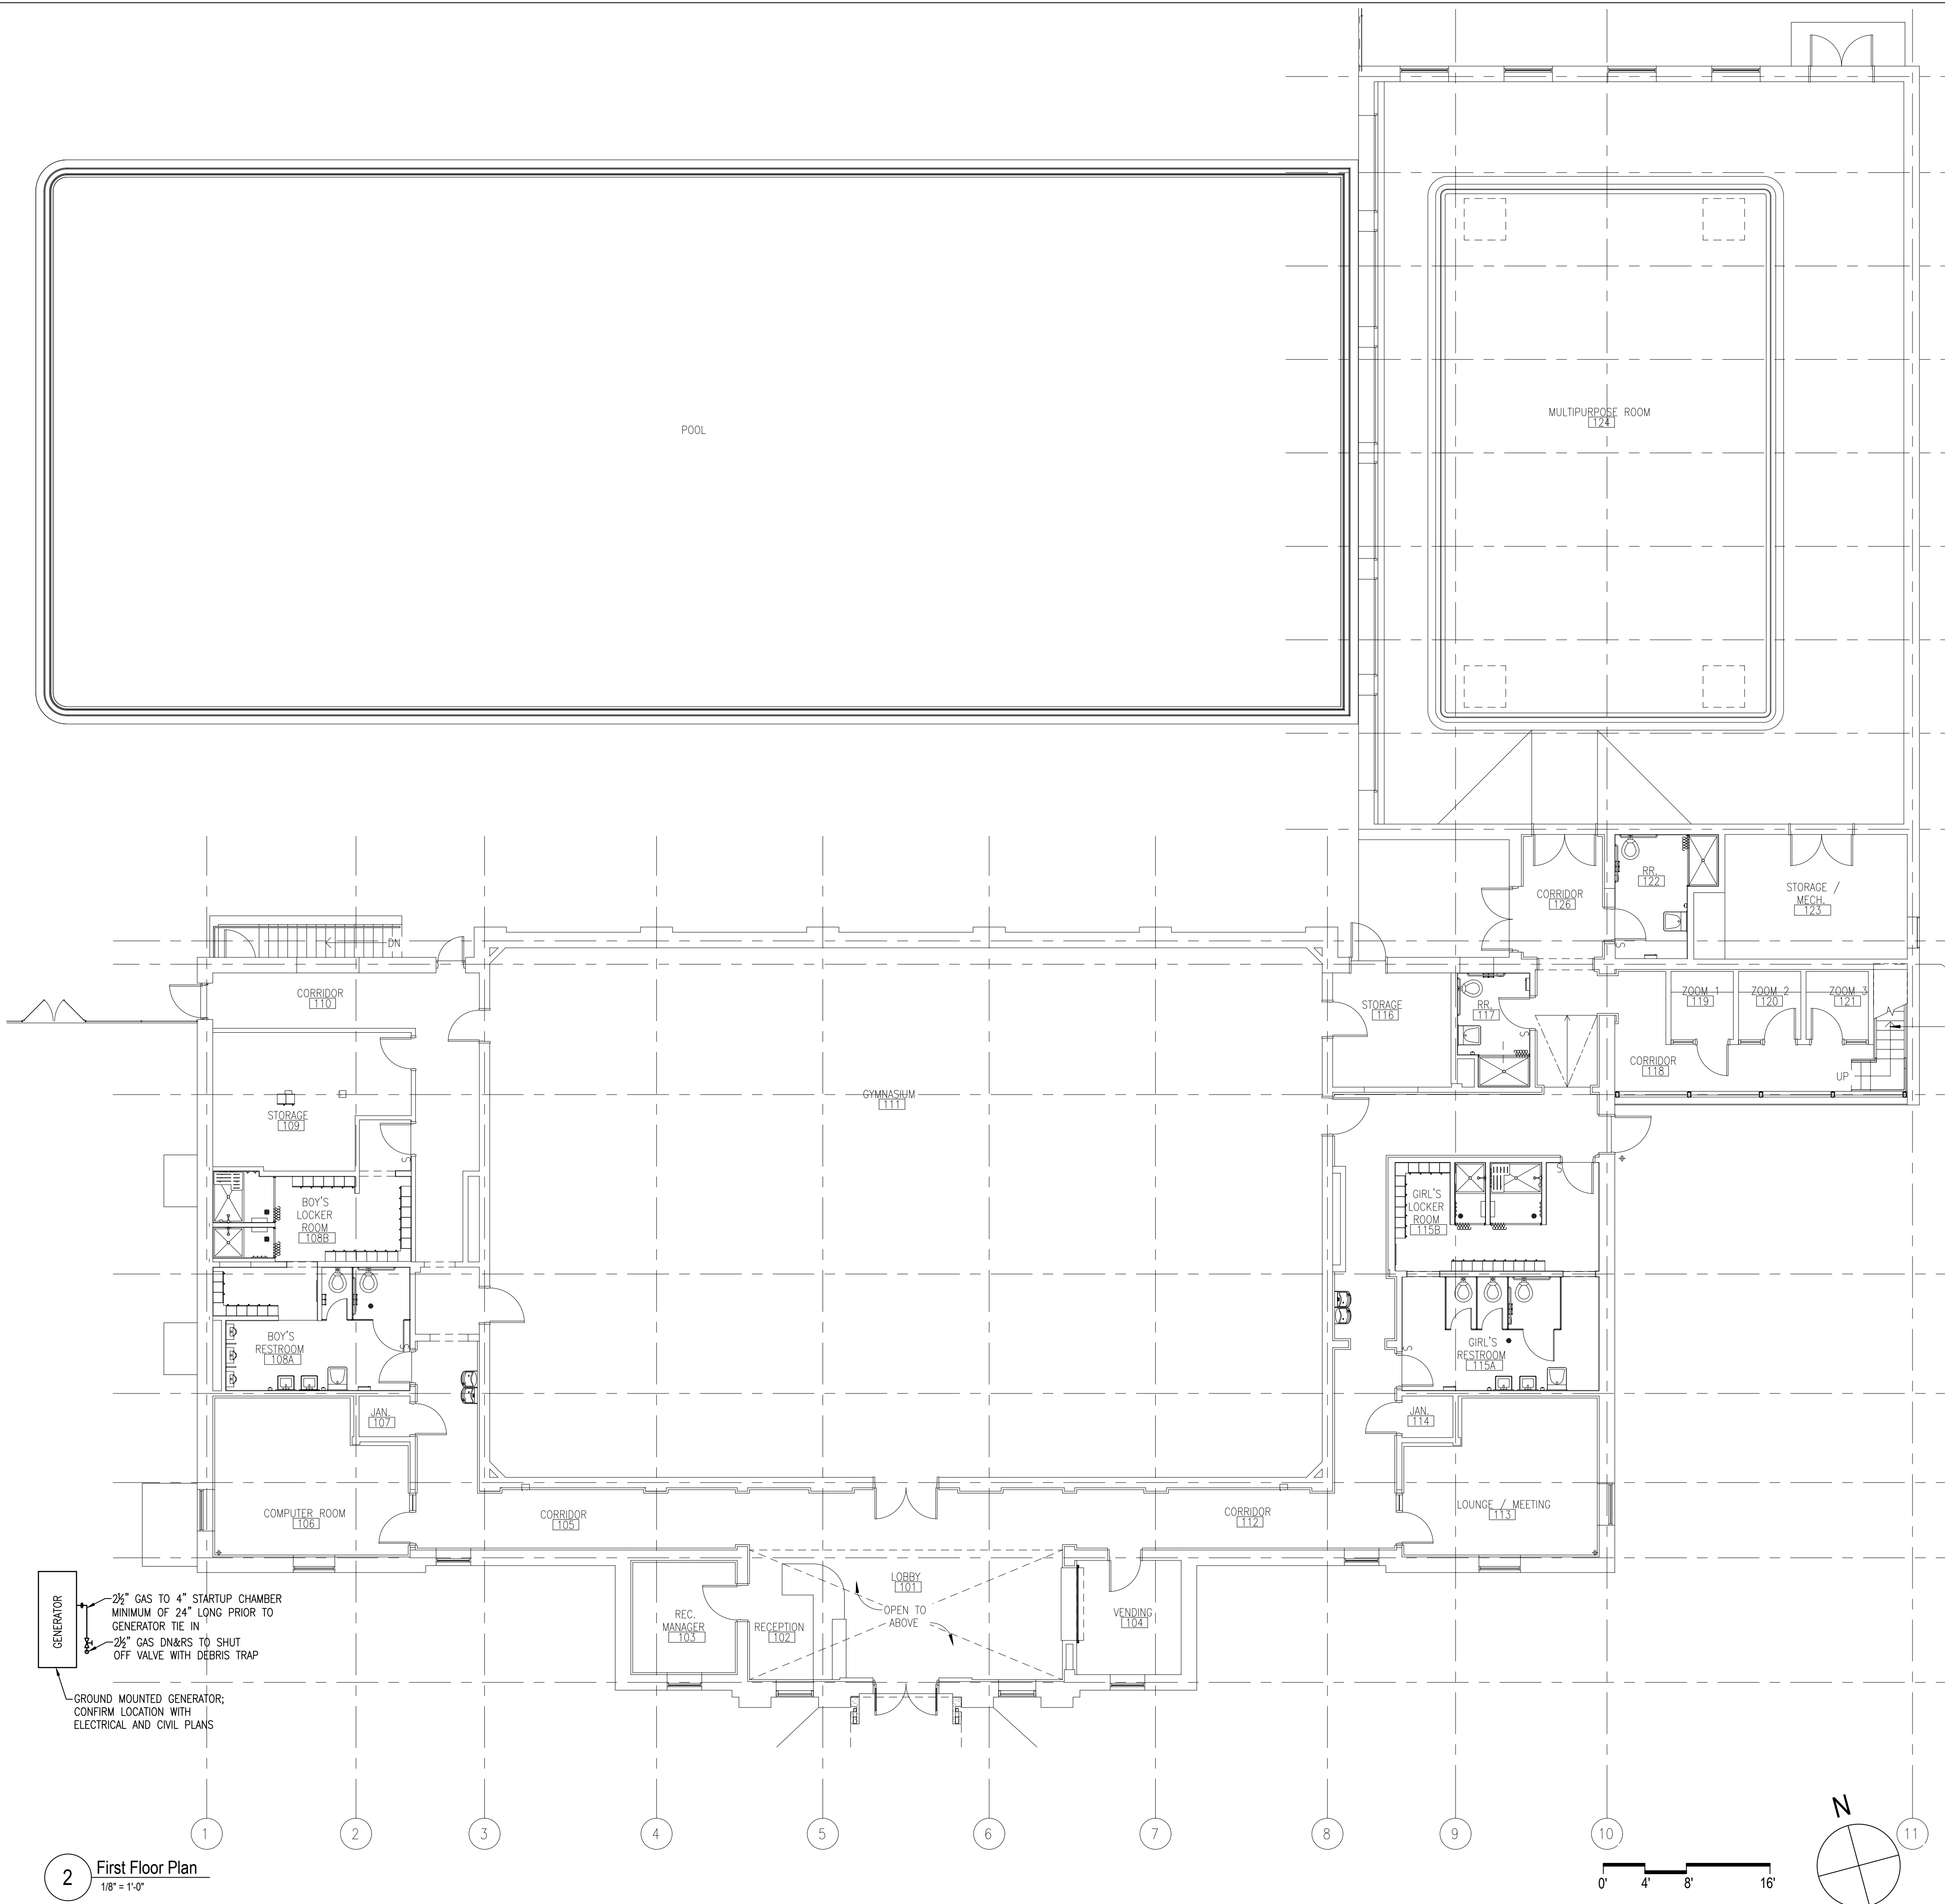 POOL
MULTIPURPOSE ROOM
124
CORRIDOR
126
RR.
122
STORAGE /
MECH.
123
DN
CORRIDOR
110
STORAGE
116
RR.
117
S
S
ZOOM 1
119
ZOOM 2
120
ZOOM 3
121
CORRIDOR
118
UP
GYMNASIUM
111
STORAGE
109
S
BOY'S
LOCKER
ROOM
108B
GIRL'S
LOCKER
ROOM
115B
S
BOY'S
RESTROOM
108A
S
GIRL'S
RESTROOM
115A
S
JAN.
107
JAN.
114
COMPUTER ROOM
106
CORRIDOR
105
CORRIDOR
112
LOUNGE / MEETING
113
LOBBY
101
OPEN TO
ABOVE
REC.
MANAGER
103
RECEPTION
102
VENDING
104
GENERATOR
2½" GAS TO 4" STARTUP CHAMBER
MINIMUM OF 24" LONG PRIOR TO
GENERATOR TIE IN
2½" GAS DN&RS TO SHUT
OFF VALVE WITH DEBRIS TRAP
GROUND MOUNTED GENERATOR;
CONFIRM LOCATION WITH
ELECTRICAL AND CIVIL PLANS
1 2 3 4 5 6 7 8 9 10 11
2
First Floor Plan
1/8" = 1'-0"
0' 4' 8' 16'
N